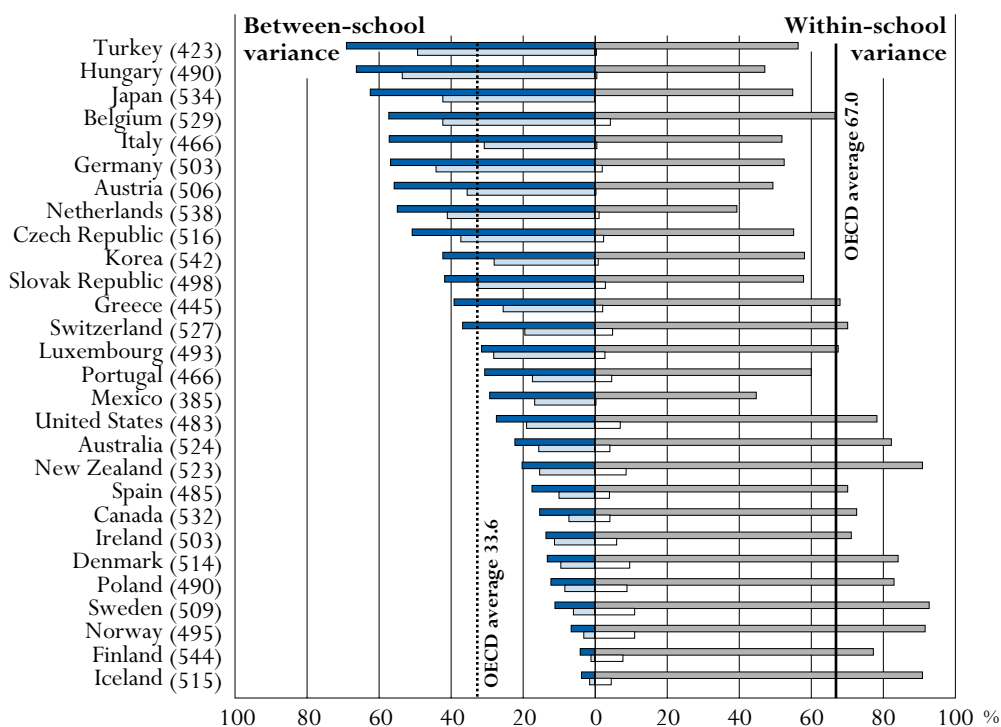 Between-school
variance
Within-school
variance
Turkey (423)
Hungary (490)
Japan (534)
Belgium (529)
Italy (466)
Germany (503)
Austria (506)
Netherlands (538)
Czech Republic (516)
Korea (542)
Slovak Republic (498)
Greece (445)
Switzerland (527)
Luxembourg (493)
Portugal (466)
Mexico (385)
United States (483)
Australia (524)
New Zealand (523)
Spain (485)
Canada (532)
Ireland (503)
Denmark (514)
Poland (490)
Sweden (509)
Norway (495)
Finland (544)
Iceland (515)
OECD average 33.6
OECD average 67.0
100 80 60 40 20 0 20 40 60 80 100 %